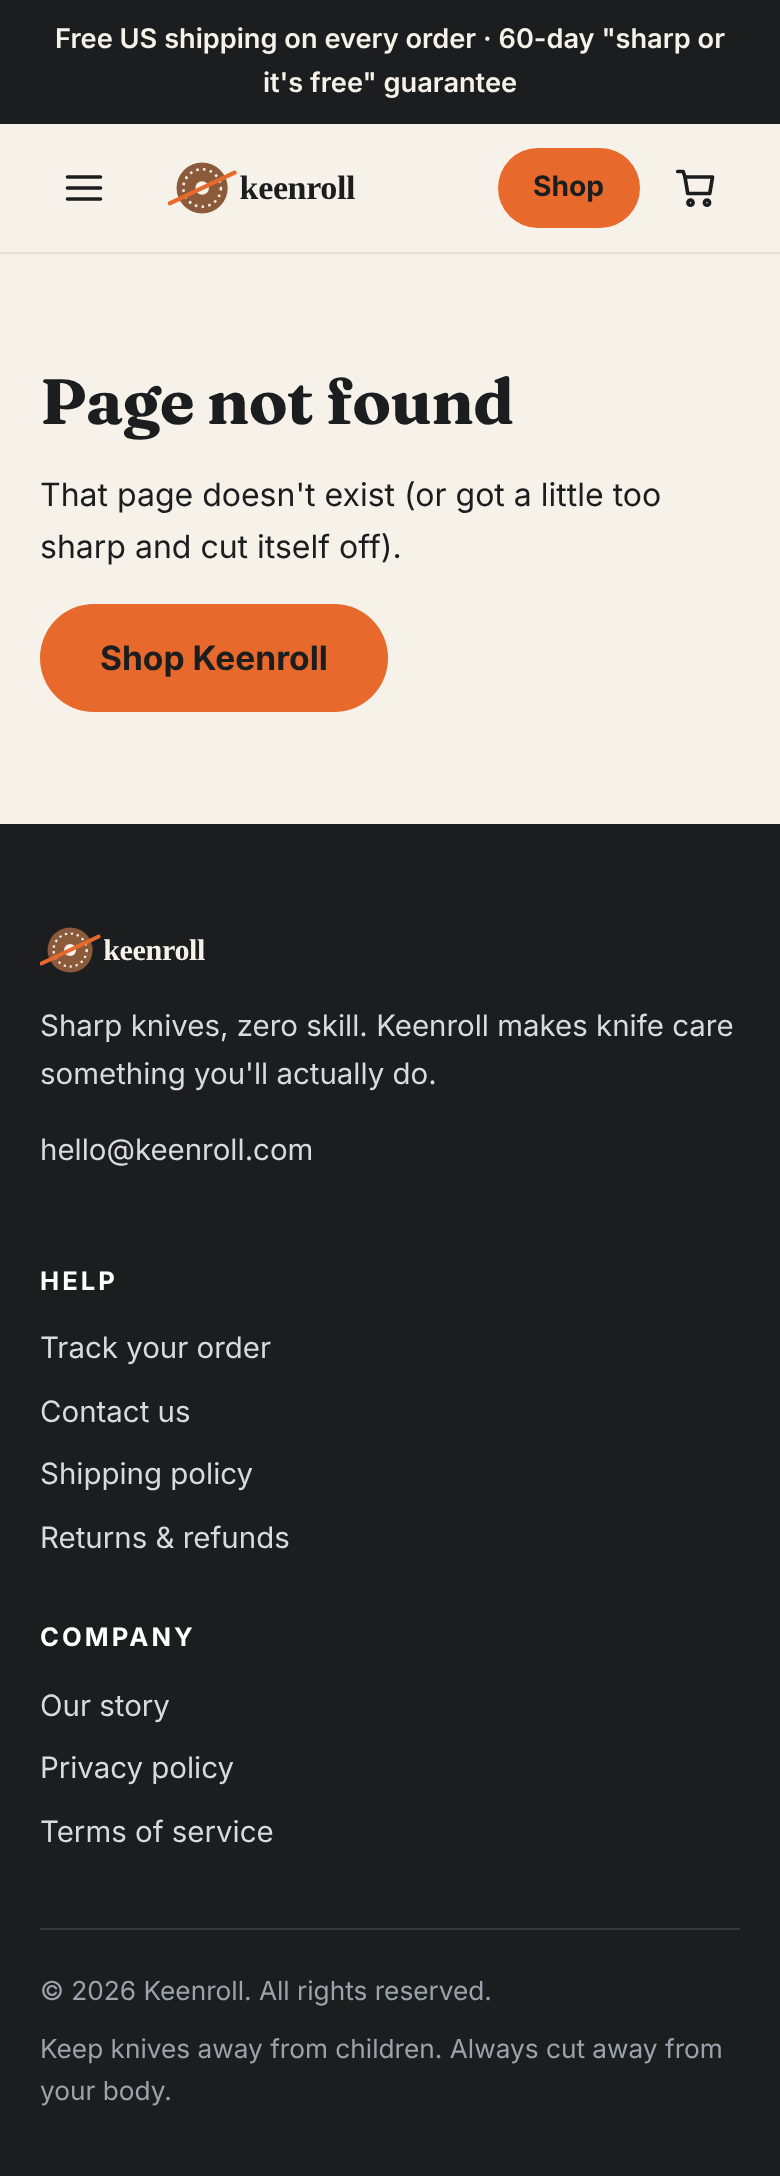 Free US shipping on every order · 60-day "sharp or
it's free" guarantee
keenroll
Shop
Page not found
That page doesn't exist (or got a little too
sharp and cut itself off).
Shop Keenroll
keenroll
Sharp knives, zero skill. Keenroll makes knife care
something you'll actually do.
hello@keenroll.com
HELP
Track your order
Contact us
Shipping policy
Returns & refunds
COMPANY
Our story
Privacy policy
Terms of service
© 2026 Keenroll. All rights reserved.
Keep knives away from children. Always cut away from
your body.